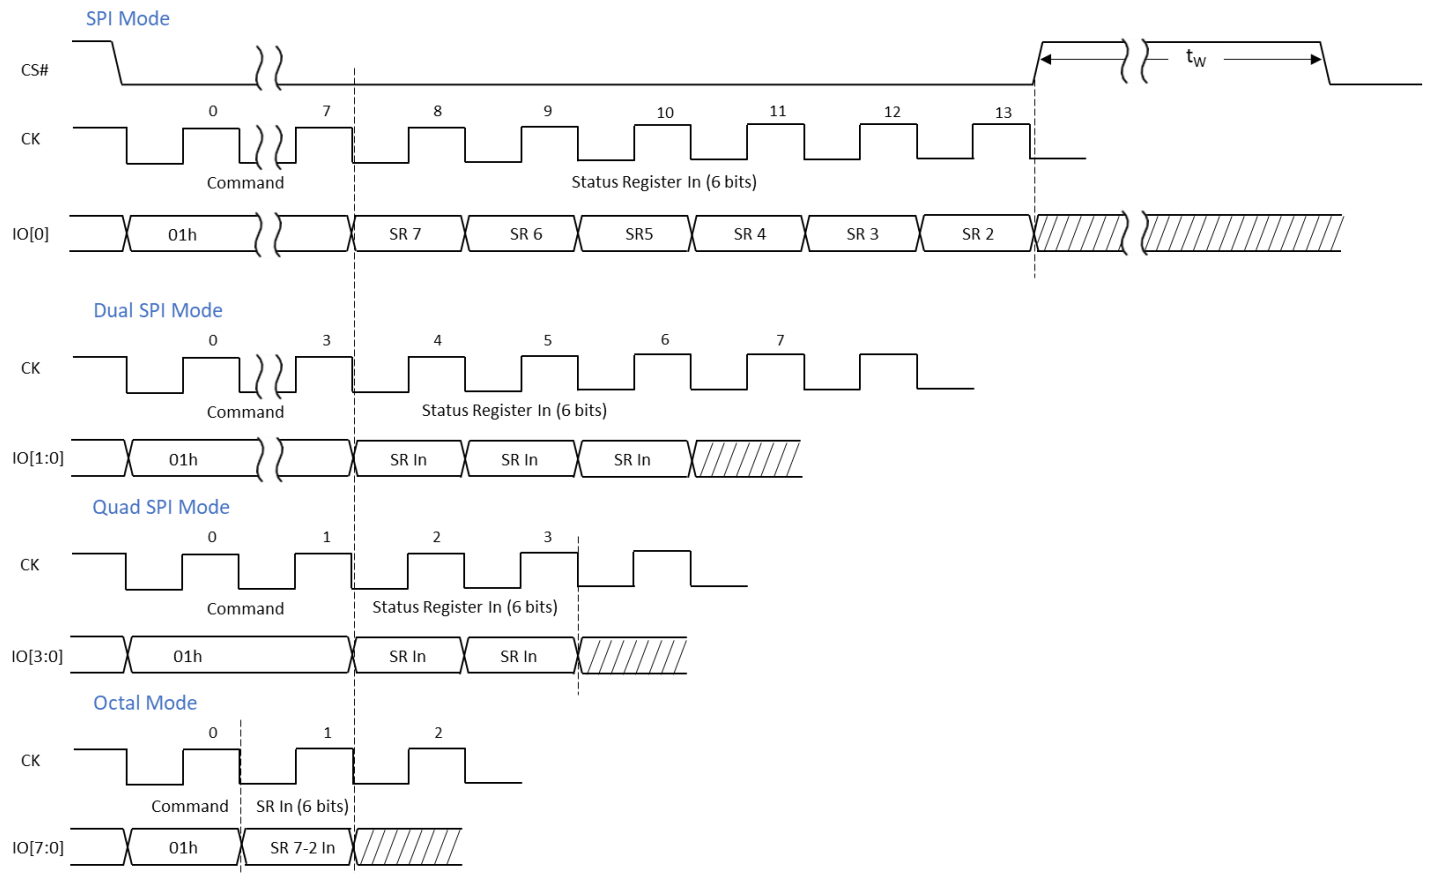 SPI Mode
CS#
tW
0 7 8 9 10 11 12 13
CK
Command Status Register In (6 bits)
IO[0] 01h SR 7 SR 6 SR5 SR 4 SR 3 SR 2
Dual SPI Mode
0 3 4 5 6 7
CK
Command Status Register In (6 bits)
IO[1:0] 01h SR In SR In SR In
Quad SPI Mode
0 1 2 3
CK
Command Status Register In (6 bits)
IO[3:0] 01h SR In SR In
Octal Mode
0 1 2
CK
Command SR In (6 bits)
IO[7:0] 01h SR 7-2 In